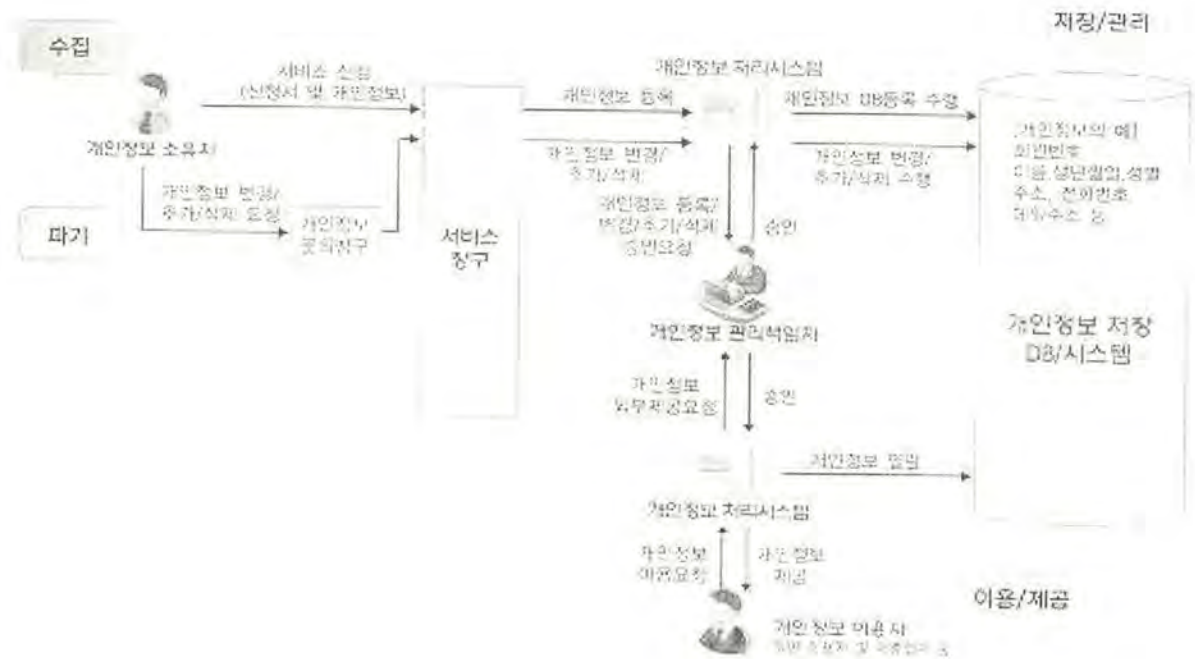 저장/관리
수집
개인정보 처리시스템
서비스 신청
(신청서 및 개인정보)
개인정보 등록
개인정보 DB등록 수행
개인정보의 예
회원번호
이름,생년월일,성별
주소, 전화번호
개인정보 소유자
개인정보 변경/
추가/삭제
개인정보 변경/
추가/삭제 수행
개인정보 변경/
추가/삭제 요청
개인정보 등록/
변경/추가/삭제
승인요청
승인
파기
개인정보
문의창구
서비스
창구
개인정보 관리책임자
개인정보 저장
DB/시스템
개인정보
외부제공요청
승인
개인정보 열람
개인정보 처리시스템
개인정보
이용요청
개인정보
제공
이용/제공
개인정보 이용자